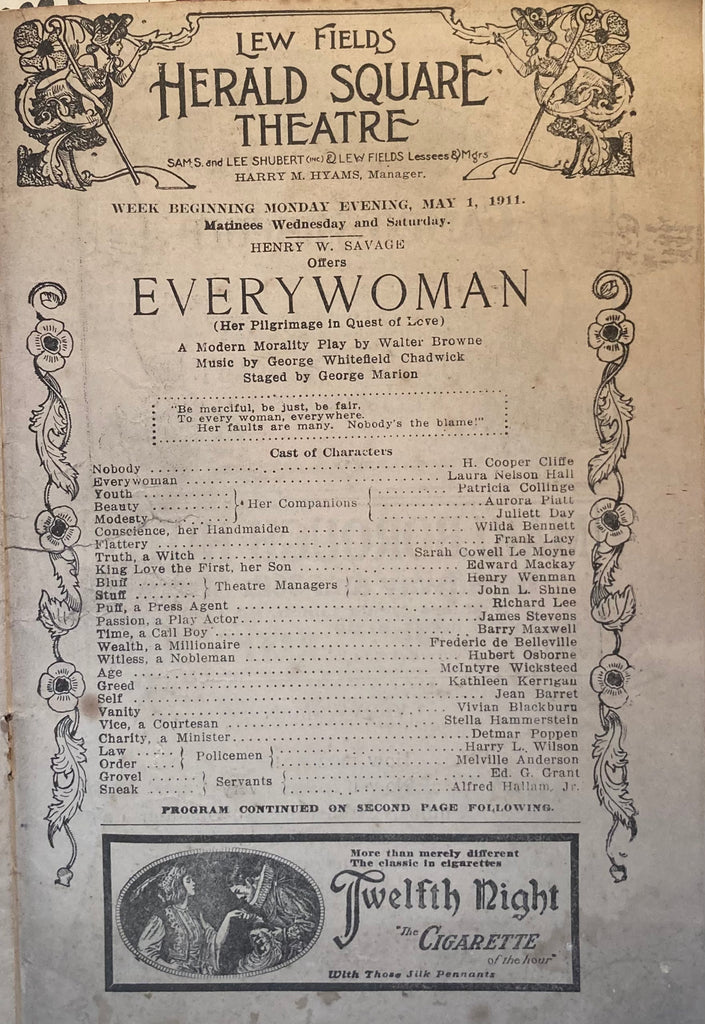 LEW FIELDS
HERALD SQUARE
THEATRE
SAM S. and LEE SHUBERT (INC) & LEW FIELDS Lessees & Mgrs
HARRY M. HYAMS, Manager.
WEEK BEGINNING MONDAY EVENING, MAY 1, 1911.
Matinees Wednesday and Saturday.
HENRY W. SAVAGE
Offers
EVERYWOMAN
(Her Pilgrimage in Quest of Love)
A Modern Morality Play by Walter Browne
Music by George Whitefield Chadwick
Staged by George Marion
"Be merciful, be just, be fair,
To every woman, everywhere.
Her faults are many. Nobody's the blame!"
Cast of Characters
Nobody ........ H. Cooper Cliffe
Everywoman ........ Laura Nelson Hall
Youth ........ Patricia Collinge
Beauty ........ Her Companions ........ Aurora Piatt
Modesty ........ Juliett Day
Conscience, her Handmaiden ........ Wilda Bennett
Flattery ........ Frank Lacy
Truth, a Witch ........ Sarah Cowell Le Moyne
King Love the First, her Son ........ Edward Mackay
Bluff ........ Theatre Managers ........ Henry Wenman
Stuff ........ John L. Shine
Puff, a Press Agent ........ Richard Lee
Passion, a Play Actor ........ James Stevens
Time, a Call Boy ........ Barry Maxwell
Wealth, a Millionaire ........ Frederic de Belleville
Witless, a Nobleman ........ Hubert Osborne
Age ........ McIntyre Wicksteed
Greed ........ Kathleen Kerrigan
Self ........ Jean Barret
Vanity ........ Vivian Blackburn
Vice, a Courtesan ........ Stella Hammerstein
Charity, a Minister ........ Detmar Poppen
Law ........ Policemen ........ Harry L. Wilson
Order ........ Melville Anderson
Grovel ........ Servants ........ Ed. G. Grant
Sneak ........ Alfred Hallam, Jr.
PROGRAM CONTINUED ON SECOND PAGE FOLLOWING.
More than merely different
The classic in cigarettes
Twelfth Night
"The CIGARETTE
of the hour"
With Those Silk Pennants